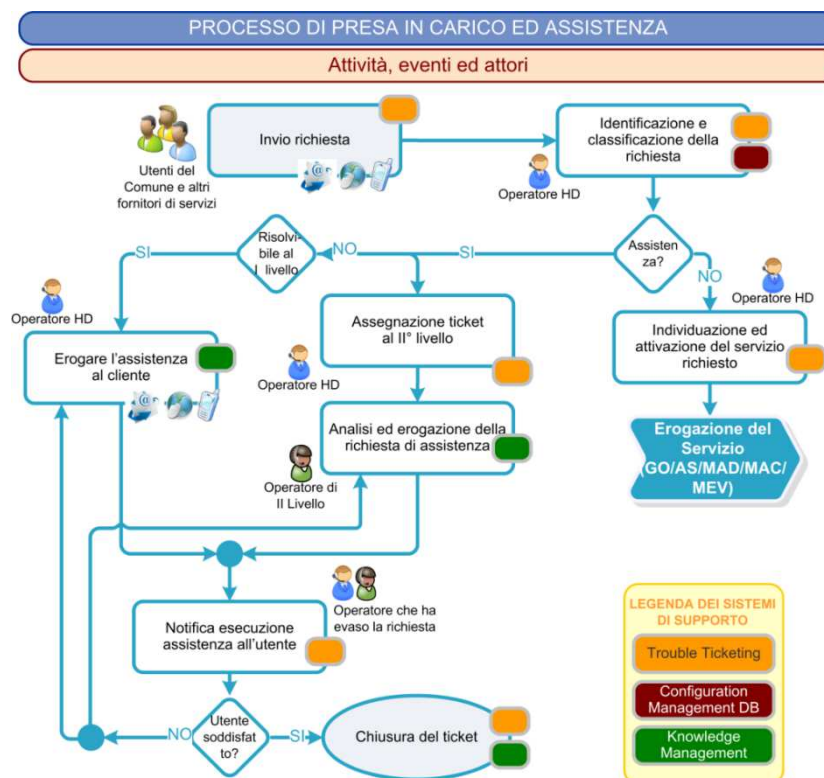 PROCESSO DI PRESA IN CARICO ED ASSISTENZA
Attività, eventi ed attori
Invio richiesta
Utenti del
Comune e altri
fornitori di servizi
Identificazione e
classificazione della
richiesta
Operatore HD
Risolvi-
bile al
I livello
SI
NO
SI
Assisten
za?
NO
Operatore HD
Operatore HD
Erogare l'assistenza
al cliente
Assegnazione ticket
al II° livello
Operatore HD
Individuazione ed
attivazione del servizio
richiesto
Analisi ed erogazione della
richiesta di assistenza
Operatore di
II Livello
Erogazione del
Servizio
(GO/AS/MAD/MAC/
MEV)
Operatore che ha
evaso la richiesta
Notifica esecuzione
assistenza all'utente
NO
Utente
soddisfat
to?
SI
Chiusura del ticket
LEGENDA DEI SISTEMI
DI SUPPORTO
Trouble Ticketing
Configuration
Management DB
Knowledge
Management